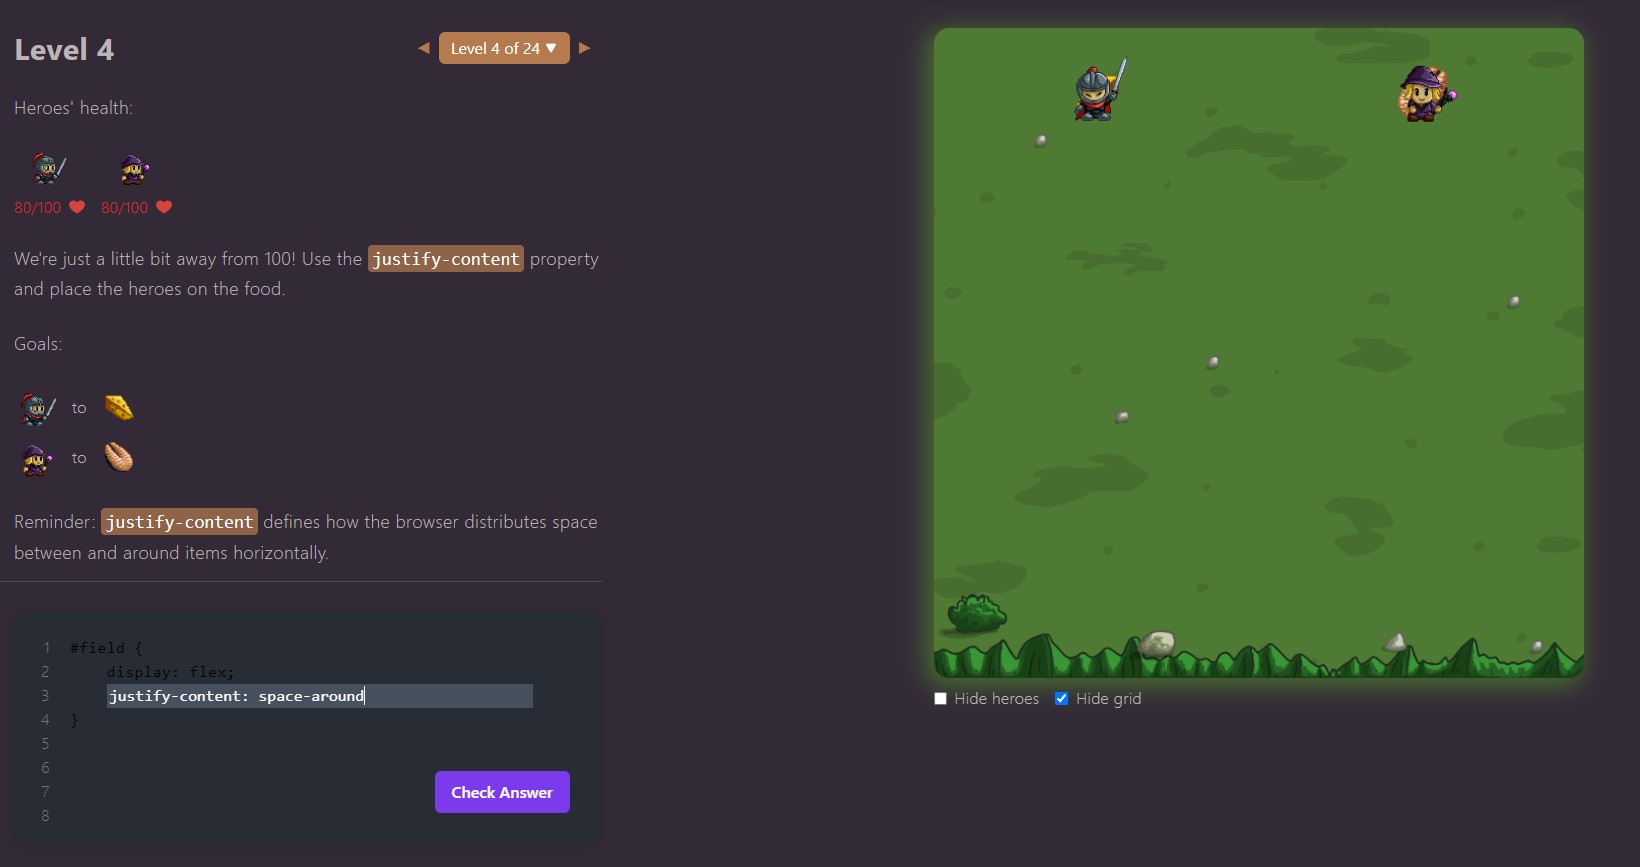 Level 4
◀ Level 4 of 24 ▼ ▶
Heroes' health:
80/100 80/100
We're just a little bit away from 100! Use the justify-content property
and place the heroes on the food.
Goals:
to
to
Reminder: justify-content defines how the browser distributes space
between and around items horizontally.
1 #field {
2 display: flex;
3 justify-content: space-around
4 }
5
6
7
8
Check Answer
Hide heroes Hide grid